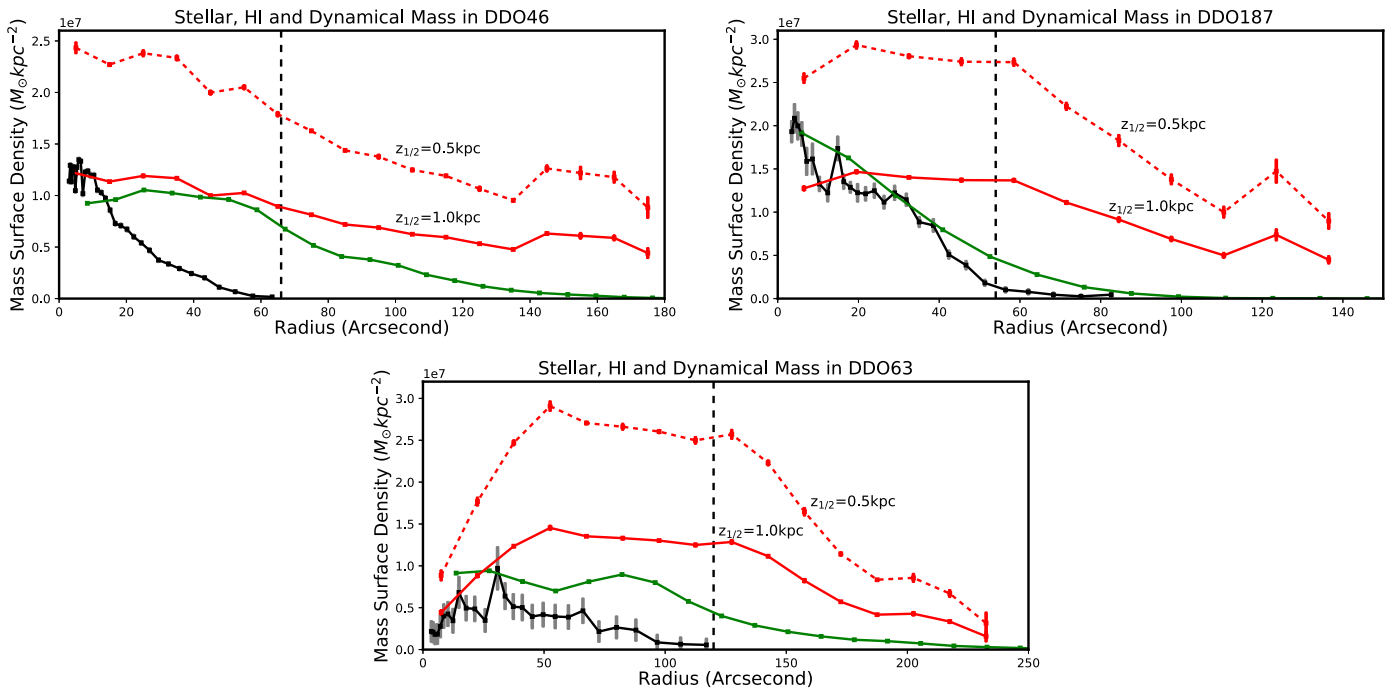 Stellar, HI and Dynamical Mass in DDO46
1e7
Mass Surface Density (M⊙kpc⁻²)
2.5
2.0
1.5
1.0
0.5
0.0
z1/2=0.5kpc
z1/2=1.0kpc
0 20 40 60 80 100 120 140 160 180
Radius (Arcsecond)
Stellar, HI and Dynamical Mass in DDO187
1e7
Mass Surface Density (M⊙kpc⁻²)
3.0
2.5
2.0
1.5
1.0
0.5
0.0
z1/2=0.5kpc
z1/2=1.0kpc
0 20 40 60 80 100 120 140
Radius (Arcsecond)
Stellar, HI and Dynamical Mass in DDO63
1e7
Mass Surface Density (M⊙kpc⁻²)
3.0
2.5
2.0
1.5
1.0
0.5
0.0
z1/2=0.5kpc
z1/2=1.0kpc
0 50 100 150 200 250
Radius (Arcsecond)